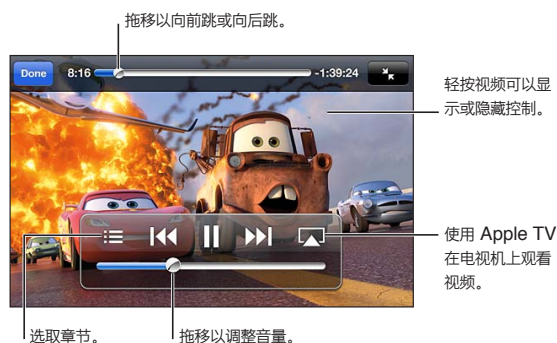 拖移以向前跳或向后跳。
Done 8:16 -1:39:24
轻按视频可以显
示或隐藏控制。
使用 Apple TV
在电视机上观看
视频。
选取章节。 拖移以调整音量。